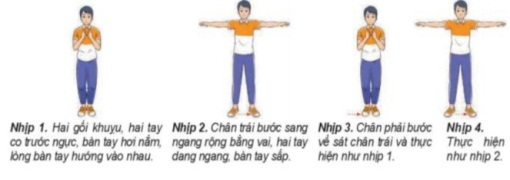 Nhịp 1. Hai gối khuỵu, hai tay
co trước ngực, bàn tay hơi nắm,
lòng bàn tay hướng vào nhau.
Nhịp 2. Chân trái bước sang
ngang rộng bằng vai, hai tay
dang ngang, bàn tay sấp.
Nhịp 3. Chân phải bước
về sát chân trái và thực
hiện như nhịp 1.
Nhịp 4.
Thực hiện
như nhịp 2.